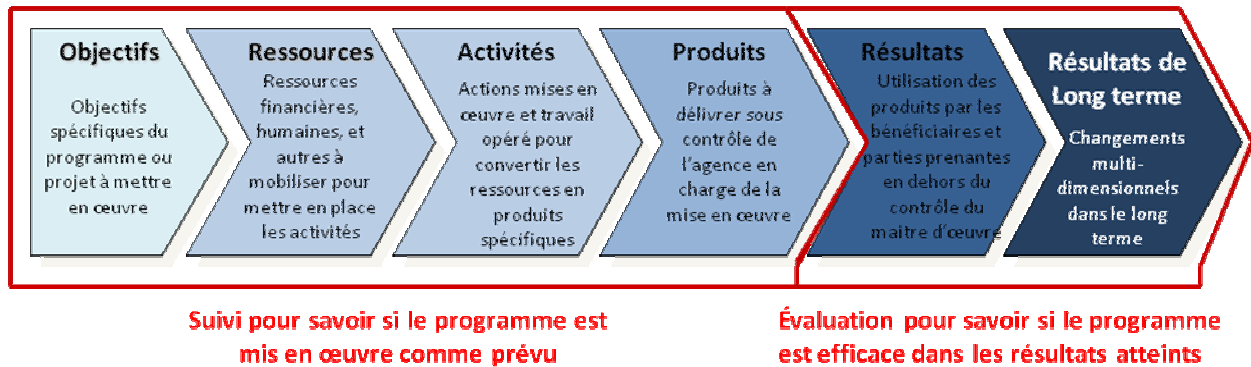 Objectifs
Objectifs
spécifiques du
programme ou
projet à mettre
en œuvre
Ressources
Ressources
financières,
humaines, et
autres à
mobiliser pour
mettre en place
les activités
Activités
Actions mises en
œuvre et travail
opéré pour
convertir les
ressources en
produits
spécifiques
Produits
Produits à
délivrer sous
contrôle de
l'agence en
charge de la
mise en œuvre
Résultats
Utilisation des
produits par les
bénéficiaires et
parties prenantes
en dehors du
contrôle du
maitre d'œuvre
Résultats de
Long terme
Changements
multi-
dimensionnels
dans le long
terme
Suivi pour savoir si le programme est
mis en œuvre comme prévu
Évaluation pour savoir si le programme
est efficace dans les résultats atteints